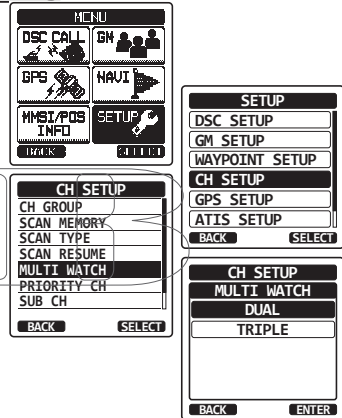 MENU
DSC CALL
GM
GPS
NAVI
MMSI/POS
INFO
SETUP
BACK
SELECT
SETUP
DSC SETUP
GM SETUP
WAYPOINT SETUP
CH SETUP
GPS SETUP
ATIS SETUP
BACK
SELECT
CH SETUP
CH GROUP
SCAN MEMORY
SCAN TYPE
SCAN RESUME
MULTI WATCH
PRIORITY CH
SUB CH
BACK
SELECT
CH SETUP
MULTI WATCH
DUAL
TRIPLE
BACK
ENTER